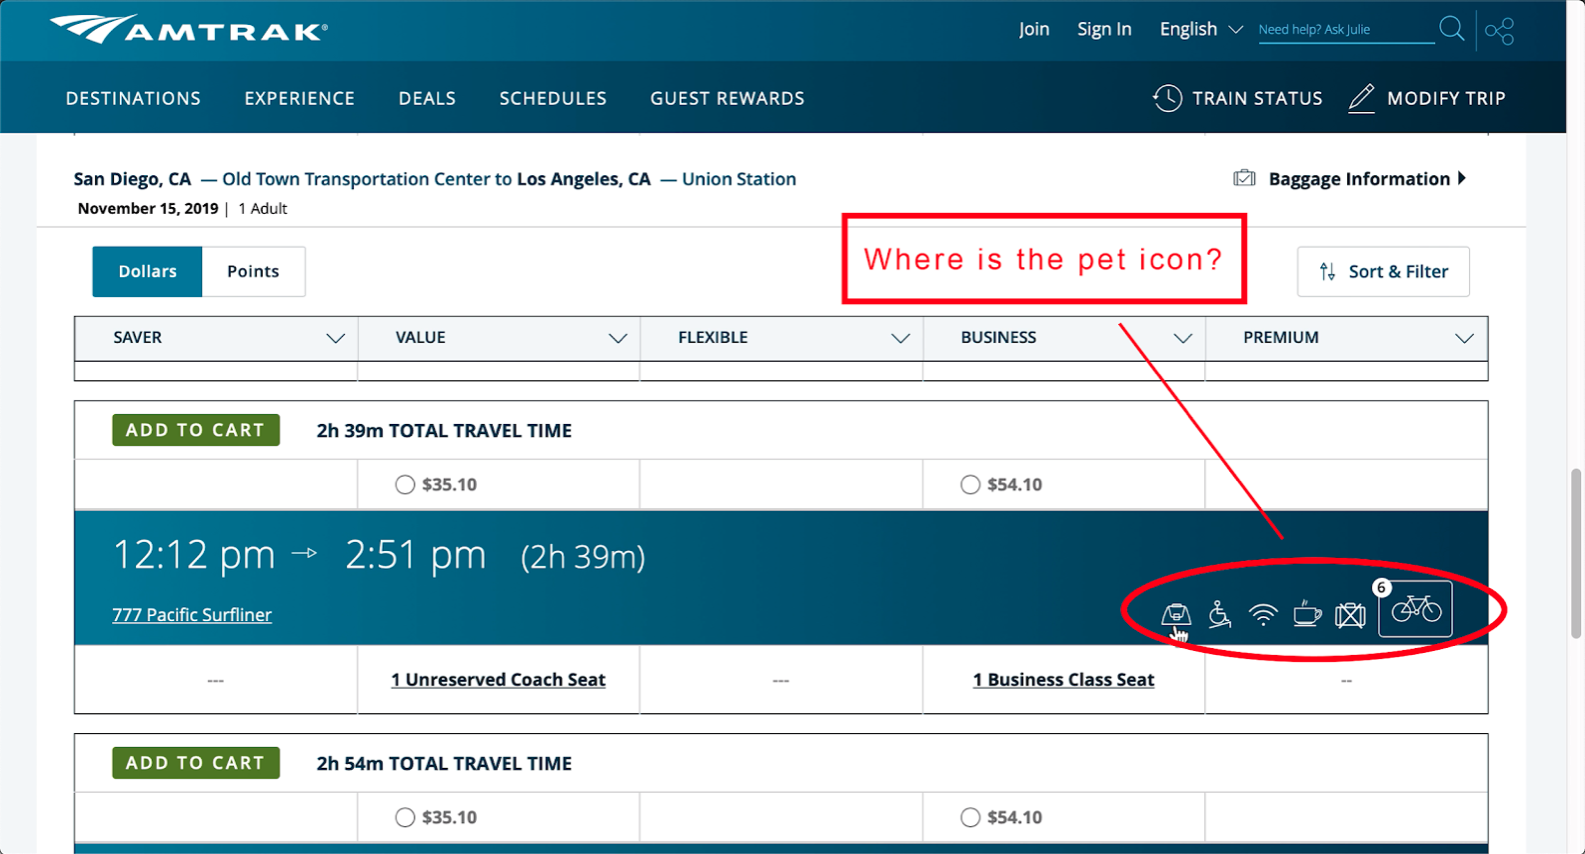 AMTRAK®
Join Sign In English Need help? Ask Julie
DESTINATIONS EXPERIENCE DEALS SCHEDULES GUEST REWARDS TRAIN STATUS MODIFY TRIP
San Diego, CA — Old Town Transportation Center to Los Angeles, CA — Union Station
Baggage Information
November 15, 2019 | 1 Adult
Where is the pet icon?
Dollars Points Sort & Filter
SAVER VALUE FLEXIBLE BUSINESS PREMIUM
ADD TO CART 2h 39m TOTAL TRAVEL TIME
$35.10 $54.10
12:12 pm → 2:51 pm (2h 39m)
777 Pacific Surfliner
6
--- 1 Unreserved Coach Seat --- 1 Business Class Seat --
ADD TO CART 2h 54m TOTAL TRAVEL TIME
$35.10 $54.10